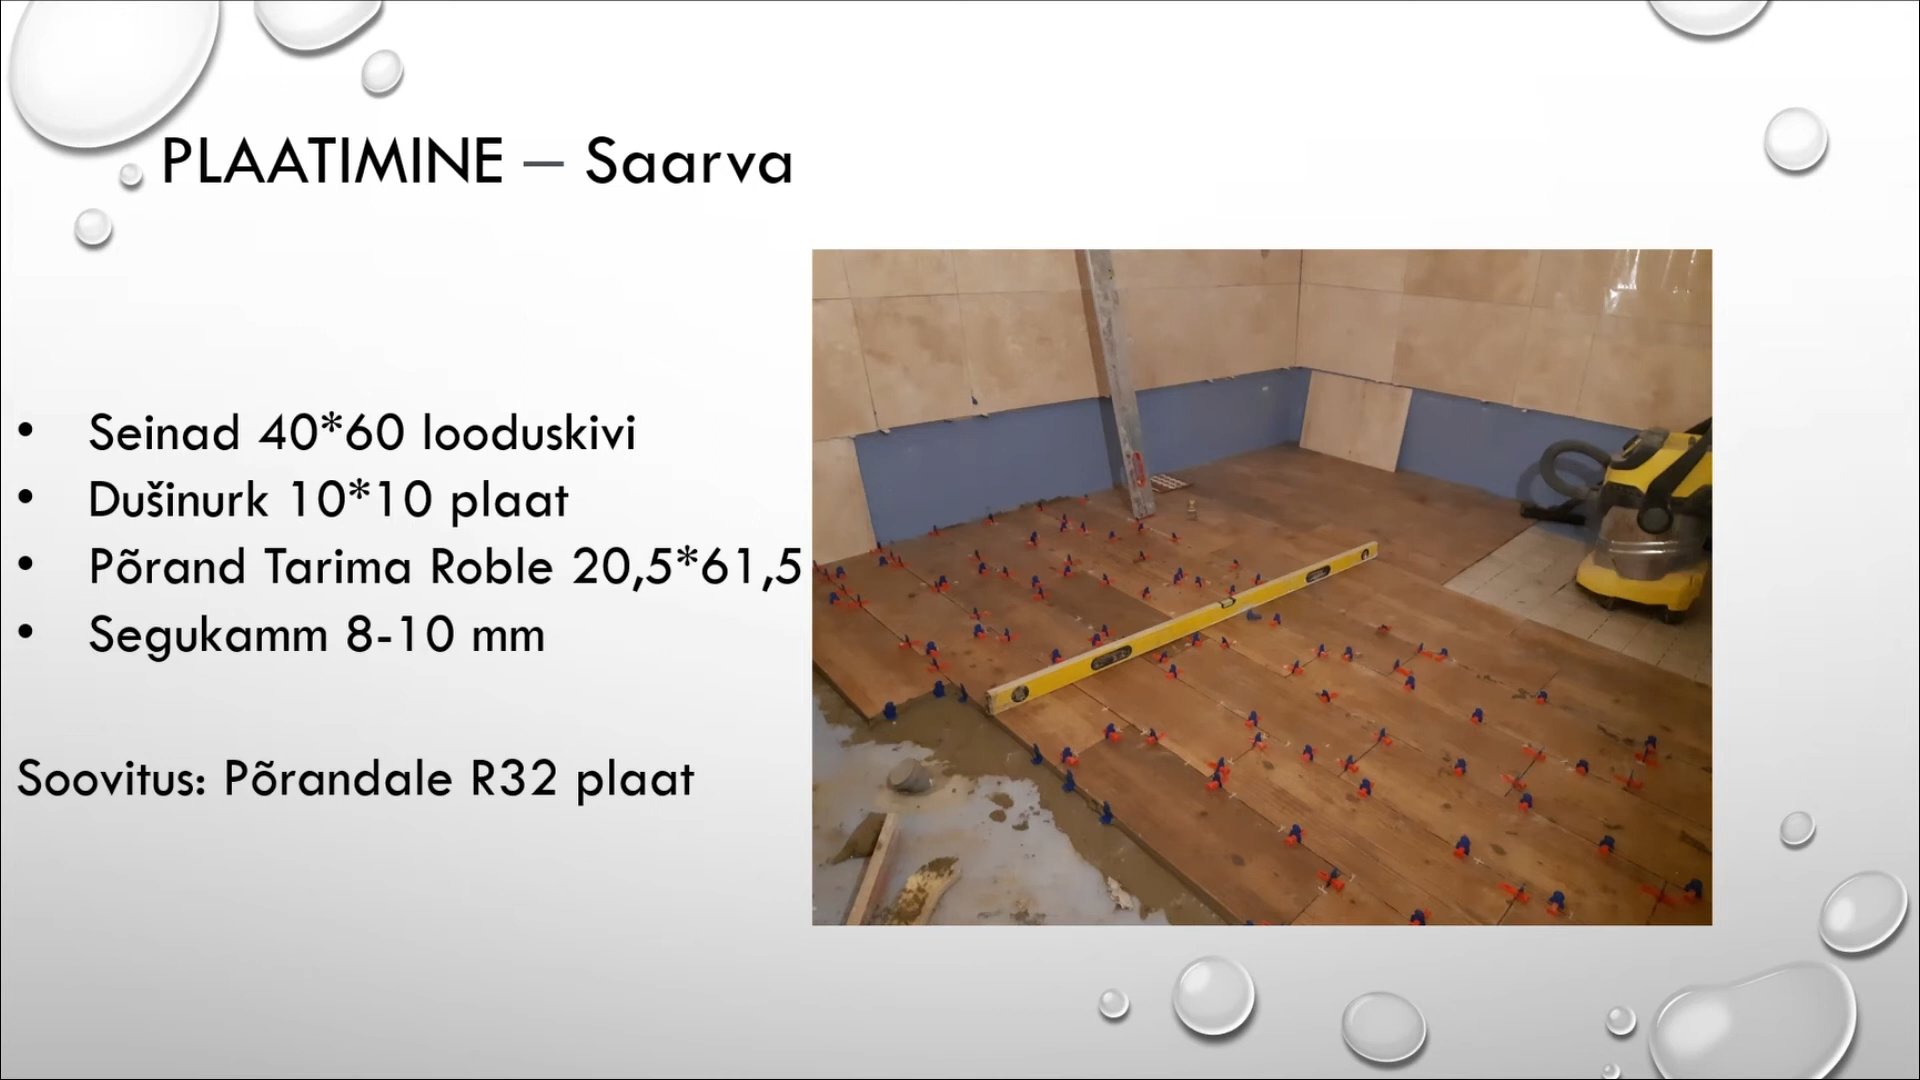 PLAATIMINE – Saarva
• Seinad 40*60 looduskivi
• Dušinurk 10*10 plaat
• Põrand Tarima Roble 20,5*61,5
• Segukamm 8-10 mm
Soovitus: Põrandale R32 plaat